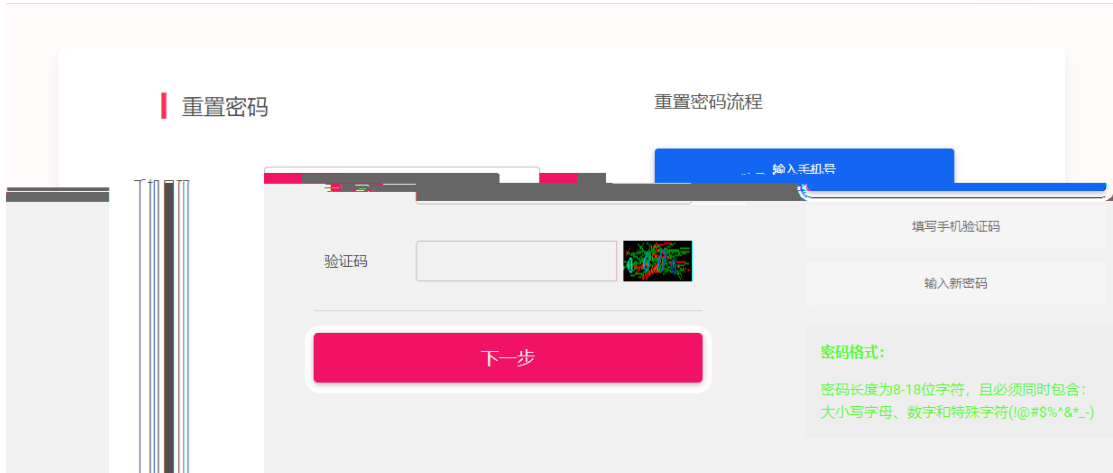 重置密码
重置密码流程
输入手机号
填写手机验证码
验证码
输入新密码
下一步
密码格式：
密码长度为8-18位字符，且必须同时包含：
大小写字母、数字和特殊字符(!@#$%^&*_-)